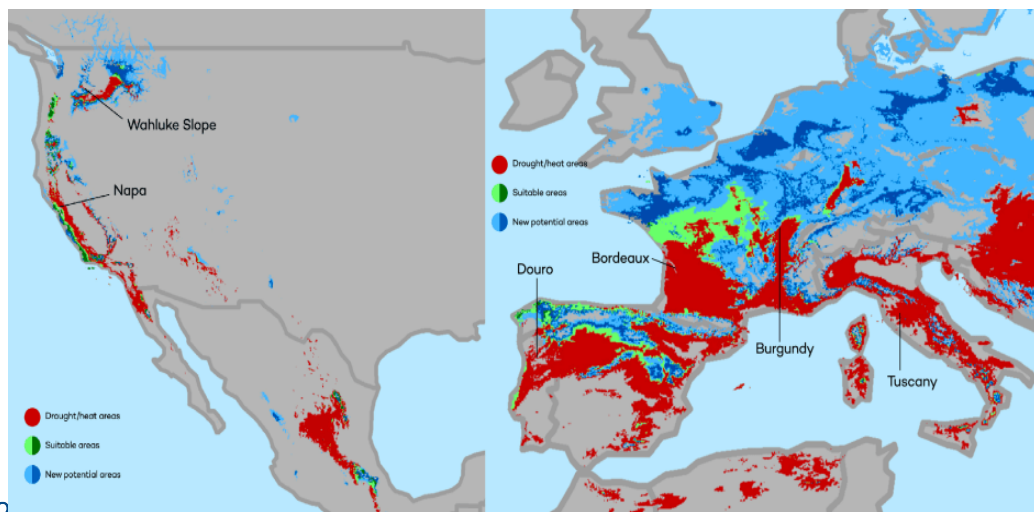 Wahluke Slope
Napa
Drought/heat areas
Suitable areas
New potential areas
Drought/heat areas
Suitable areas
New potential areas
Bordeaux
Douro
Burgundy
Tuscany